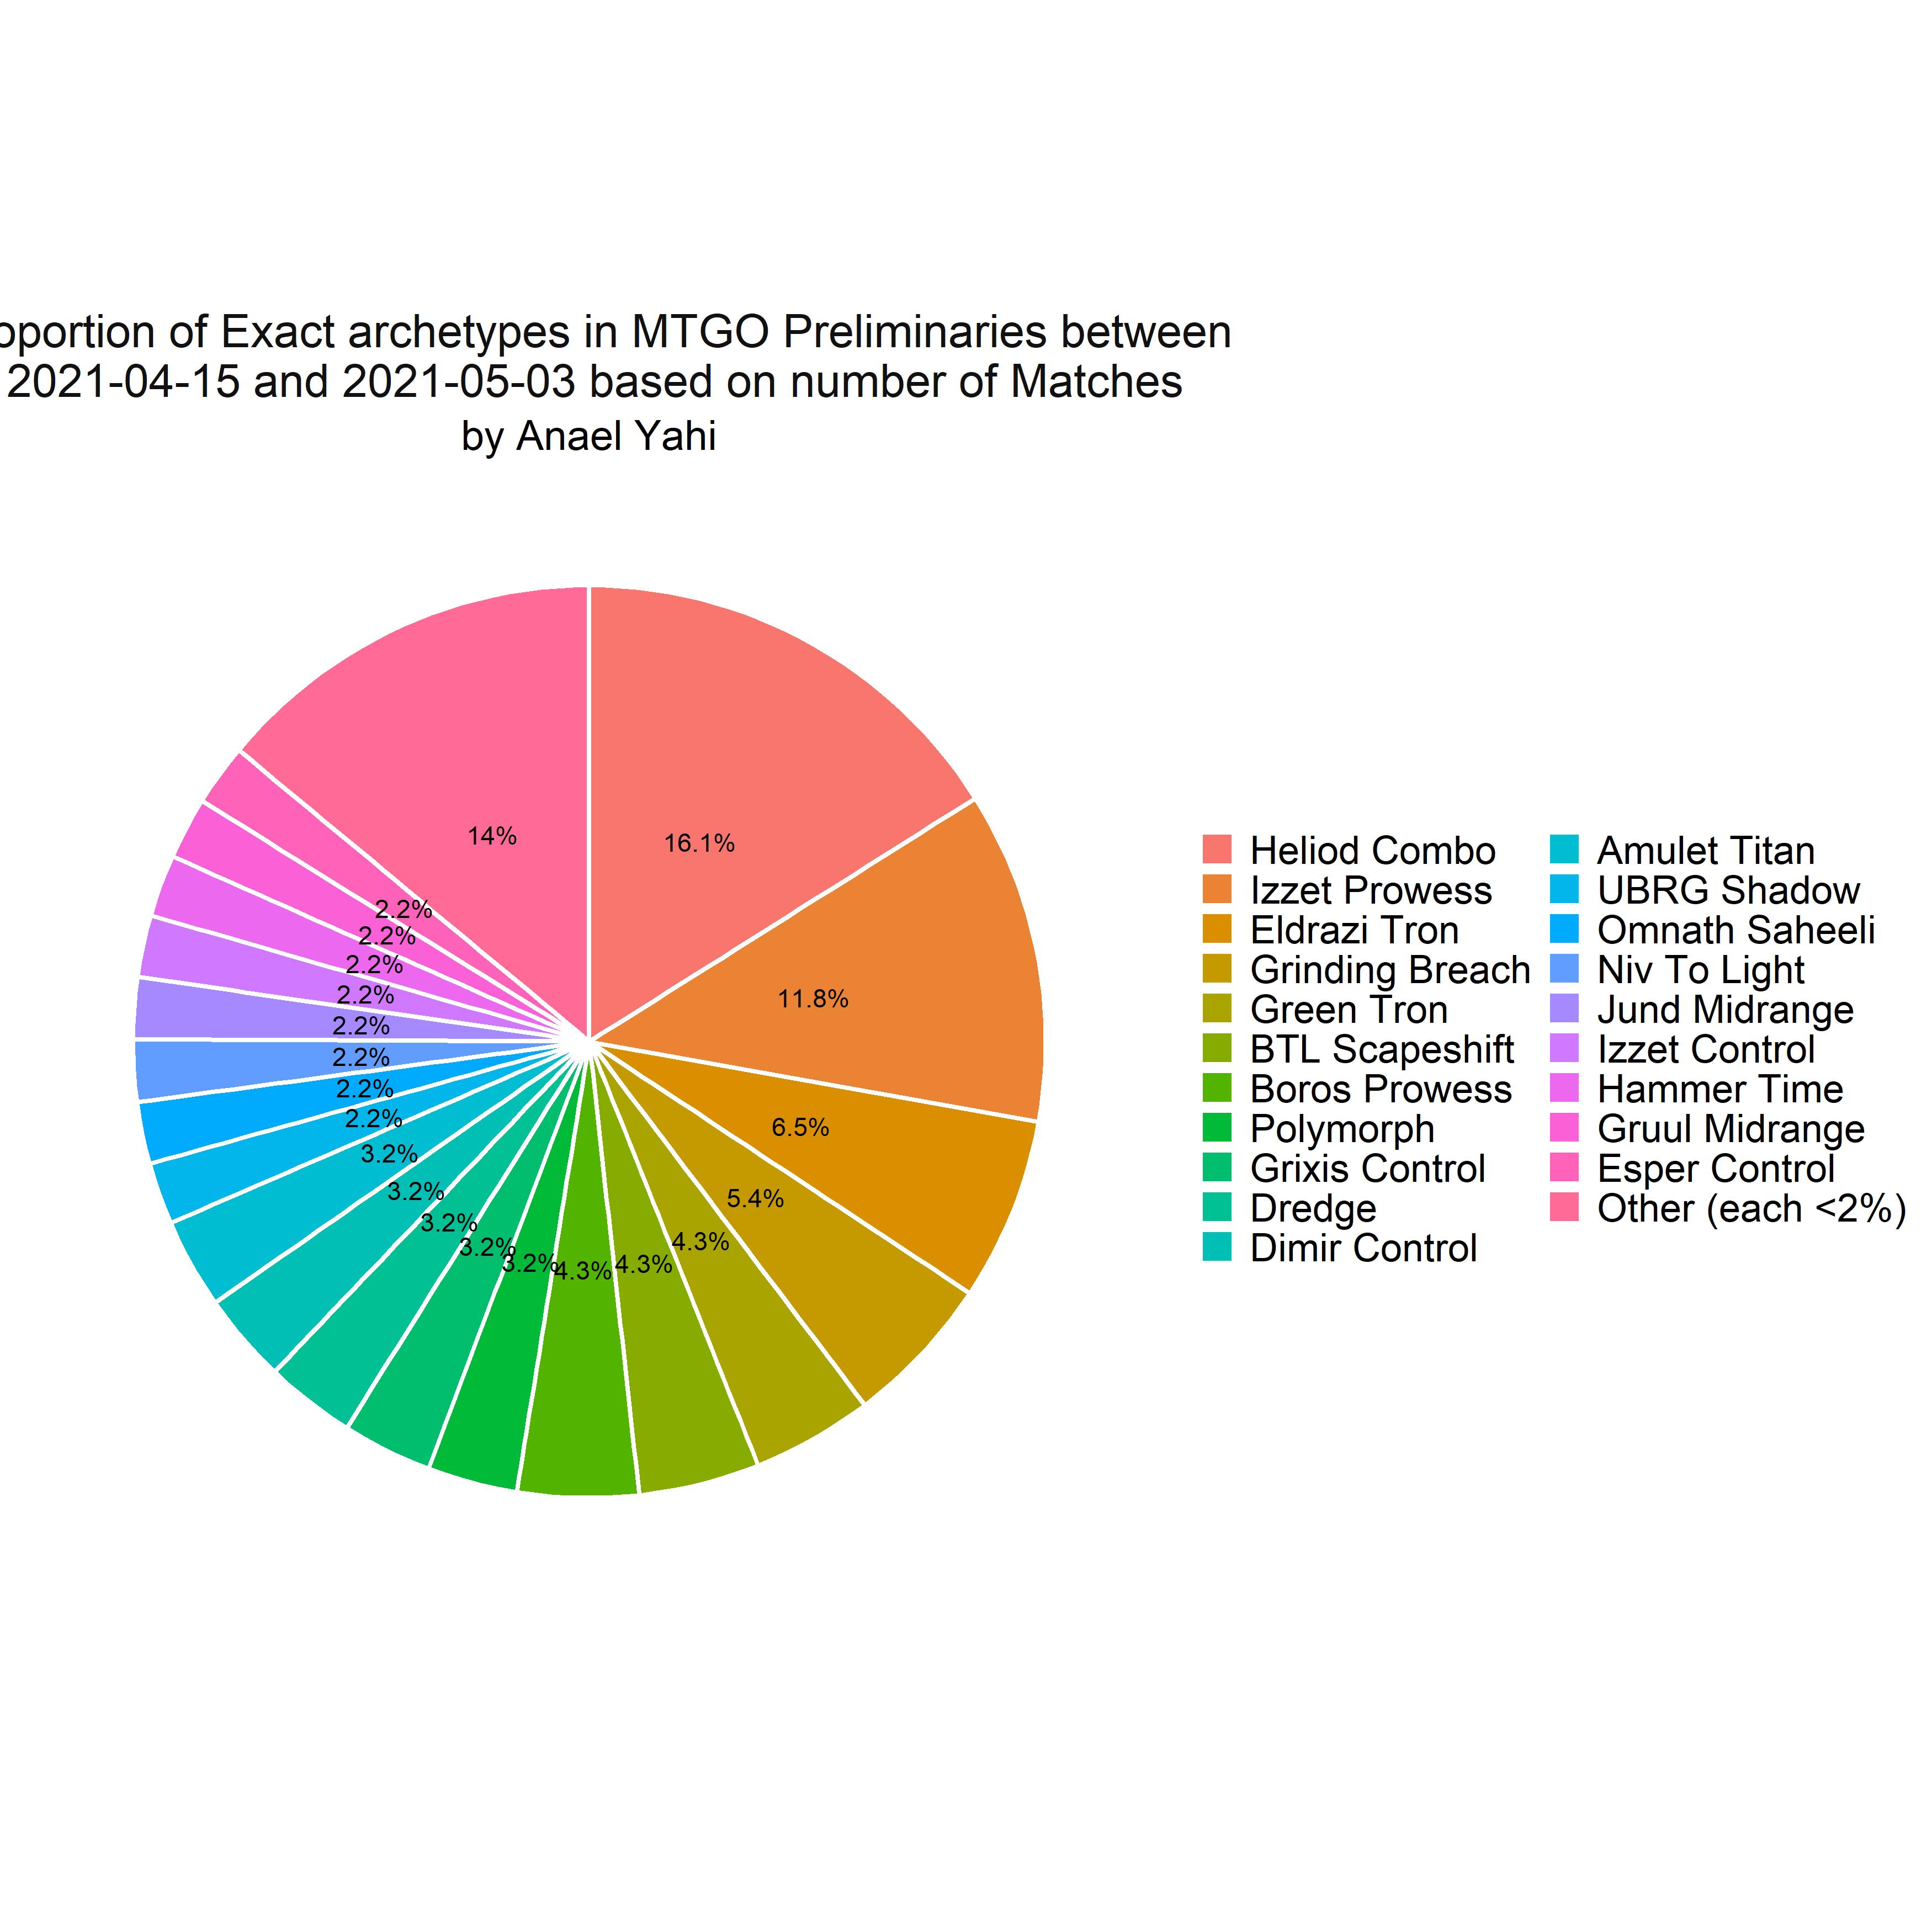 oportion of Exact archetypes in MTGO Preliminaries between
2021-04-15 and 2021-05-03 based on number of Matches
by Anael Yahi
14%
16.1%
2.2%
2.2%
2.2%
2.2%
2.2%
2.2%
2.2%
2.2%
3.2%
3.2%
3.2%
3.2%
3.2%
4.3%
4.3%
4.3%
5.4%
6.5%
11.8%
Heliod Combo
Izzet Prowess
Eldrazi Tron
Grinding Breach
Green Tron
BTL Scapeshift
Boros Prowess
Polymorph
Grixis Control
Dredge
Dimir Control
Amulet Titan
UBRG Shadow
Omnath Saheeli
Niv To Light
Jund Midrange
Izzet Control
Hammer Time
Gruul Midrange
Esper Control
Other (each <2%)